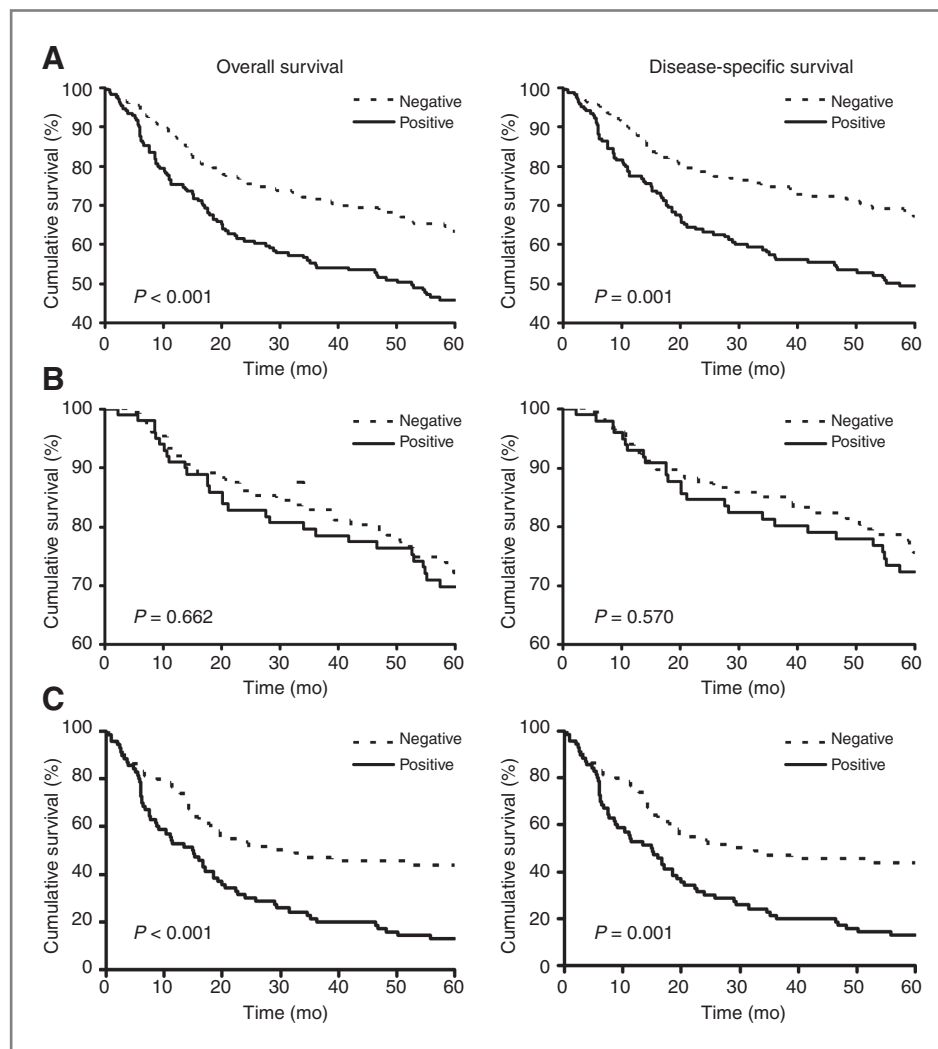 A
Overall survival
Disease-specific survival
Cumulative survival (%)
100
90
80
70
60
50
40
Negative
Positive
P < 0.001
0 10 20 30 40 50 60
Time (mo)
Cumulative survival (%)
100
90
80
70
60
50
40
Negative
Positive
P = 0.001
0 10 20 30 40 50 60
Time (mo)
B
Cumulative survival (%)
100
90
80
70
60
Negative
Positive
P = 0.662
0 10 20 30 40 50 60
Time (mo)
Cumulative survival (%)
100
90
80
70
60
Negative
Positive
P = 0.570
0 10 20 30 40 50 60
Time (mo)
C
Cumulative survival (%)
100
80
60
40
20
0
Negative
Positive
P < 0.001
0 10 20 30 40 50 60
Time (mo)
Cumulative survival (%)
100
80
60
40
20
0
Negative
Positive
P = 0.001
0 10 20 30 40 50 60
Time (mo)